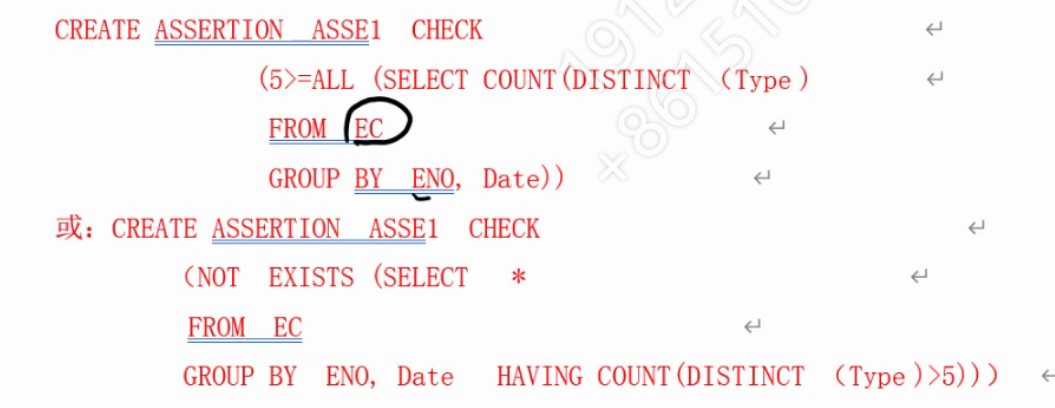 CREATE ASSERTION ASSE1 CHECK
(5>=ALL (SELECT COUNT(DISTINCT （Type）
FROM EC
GROUP BY ENO, Date))
或：CREATE ASSERTION ASSE1 CHECK
(NOT EXISTS (SELECT *
FROM EC
GROUP BY ENO, Date HAVING COUNT(DISTINCT （Type）>5)))